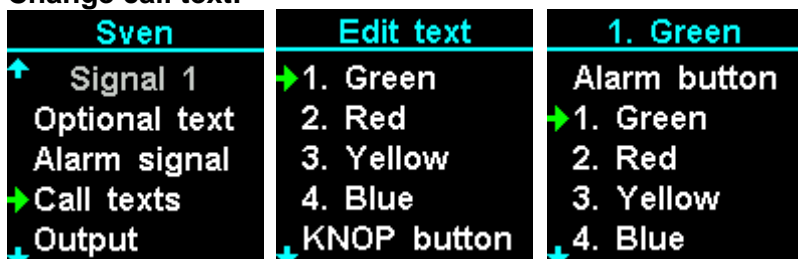 Change call text:
Sven
Signal 1
Optional text
Alarm signal
Call texts
Output
Edit text
1. Green
2. Red
3. Yellow
4. Blue
KNOP button
1. Green
Alarm button
1. Green
2. Red
3. Yellow
4. Blue